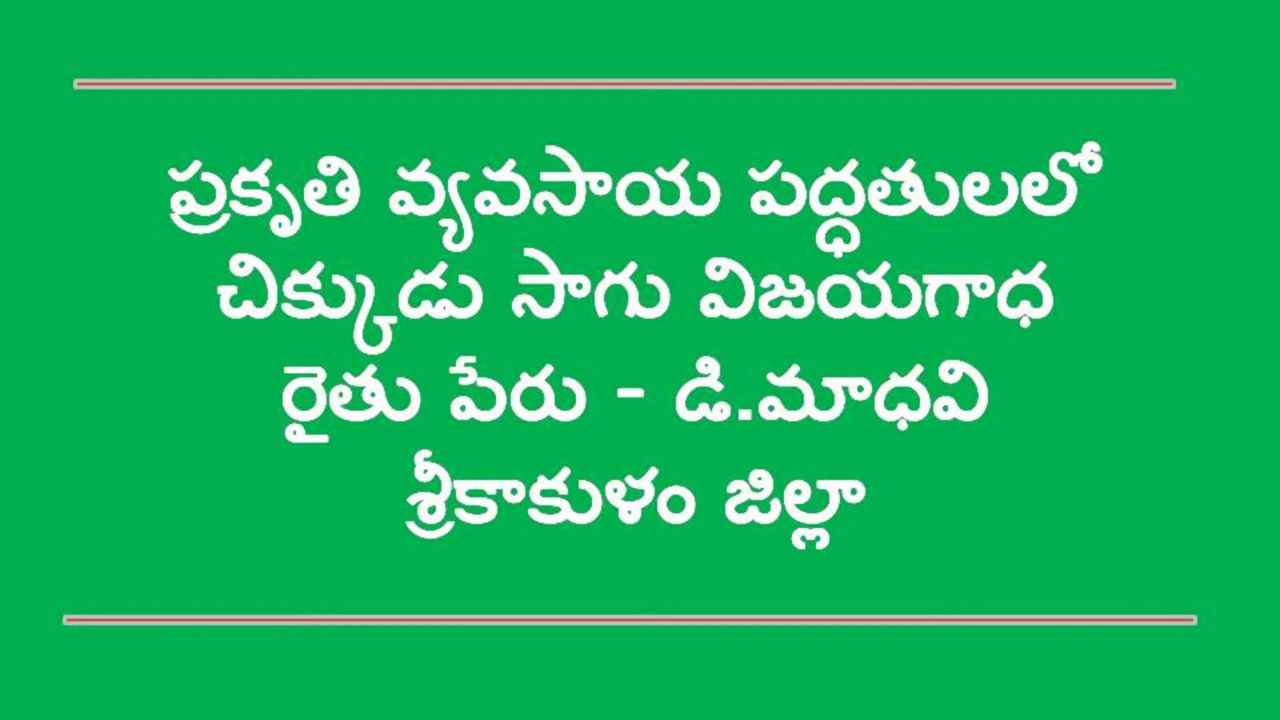 ప్రకృతి వ్యవసాయ పద్ధతులలో
చిక్కుడు సాగు విజయగాధ
రైతు పేరు - డి.మాధవి
శ్రీకాకుళం జిల్లా